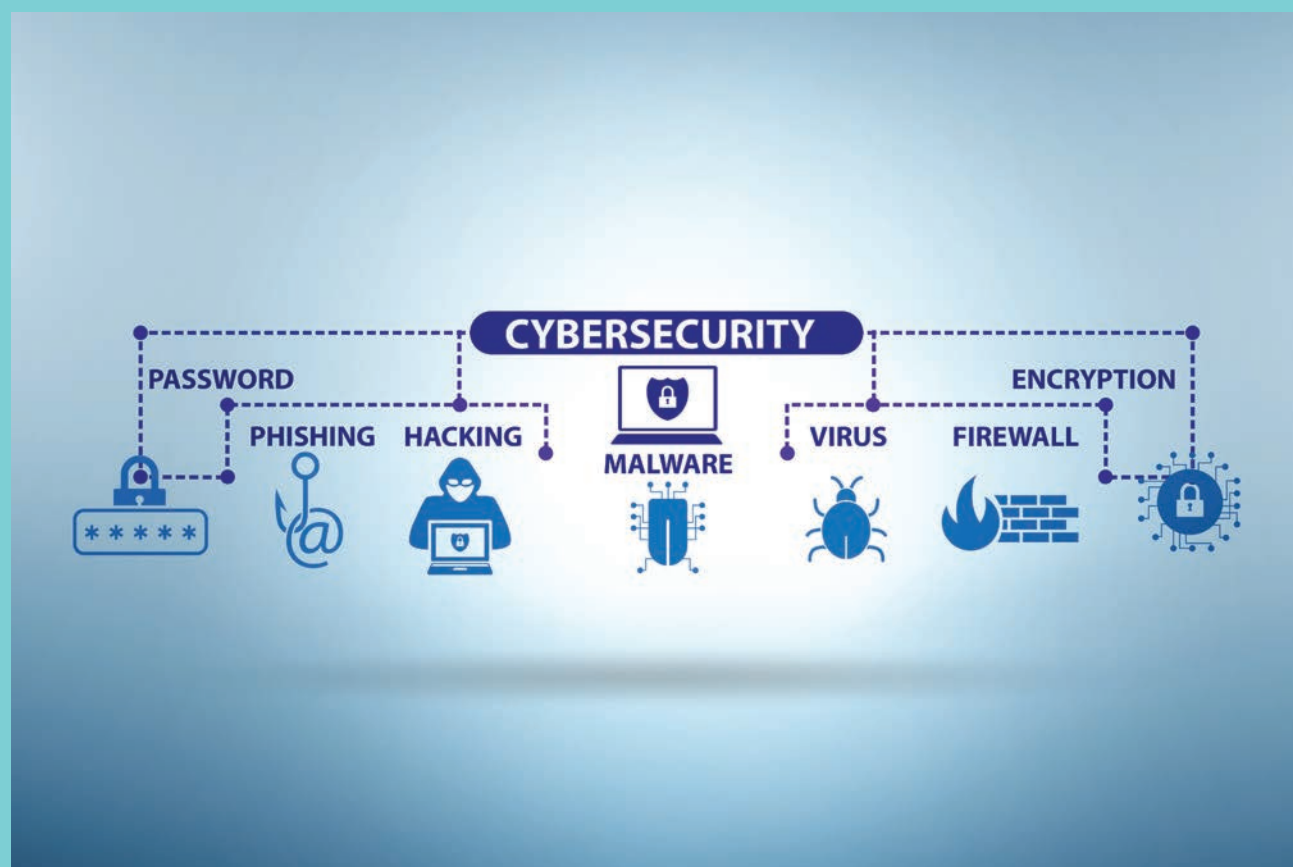 CYBERSECURITY
PASSWORD
ENCRYPTION
PHISHING HACKING
VIRUS
FIREWALL
MALWARE
*****
@